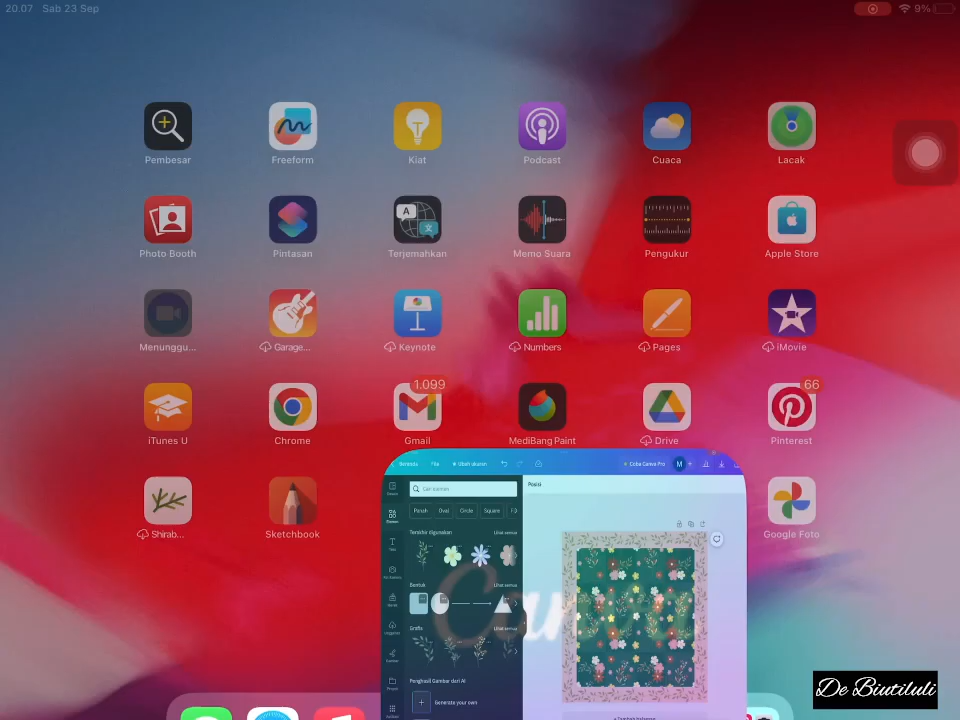 20.07 Sab 23 Sep
9%
Pembesar Freeform Kiat Podcast Cuaca Lacak
Photo Booth Pintasan Terjemahkan Memo Suara Pengukur Apple Store
Menunggu... Garage... Keynote Numbers Pages iMovie
1.099 66
iTunes U Chrome Gmail MediBang Paint Drive Pinterest
Shirab... Sketchbook Google Foto
Beranda File Ubah ukuran Coba Canva Pro M
Posisi
Persih Oval Circle Square
Terakhir digunakan Lihat semua
Bentuk Lihat semua
Grafis Lihat semua
Penghasil Gambar dari AI
Generate your own
De Biutiluli